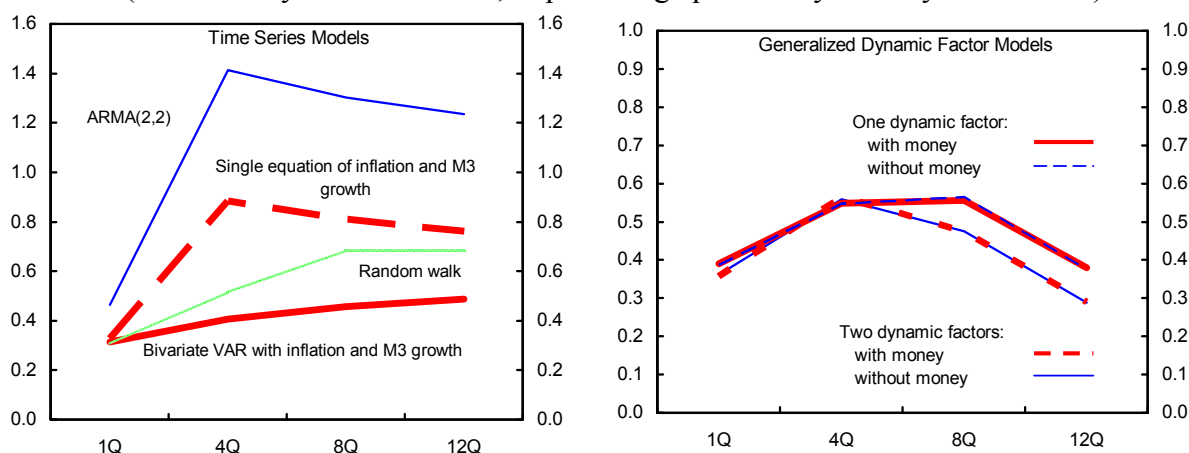 Time Series Models
1.6
1.4
1.2
1.0
0.8
0.6
0.4
0.2
0.0
1.6
1.4
1.2
1.0
0.8
0.6
0.4
0.2
0.0
ARMA(2,2)
Single equation of inflation and M3
growth
Random walk
Bivariate VAR with inflation and M3 growth
1Q 4Q 8Q 12Q
Generalized Dynamic Factor Models
1.0
0.9
0.8
0.7
0.6
0.5
0.4
0.3
0.2
0.1
0.0
1.0
0.9
0.8
0.7
0.6
0.5
0.4
0.3
0.2
0.1
0.0
One dynamic factor:
with money
without money
Two dynamic factors:
with money
without money
1Q 4Q 8Q 12Q